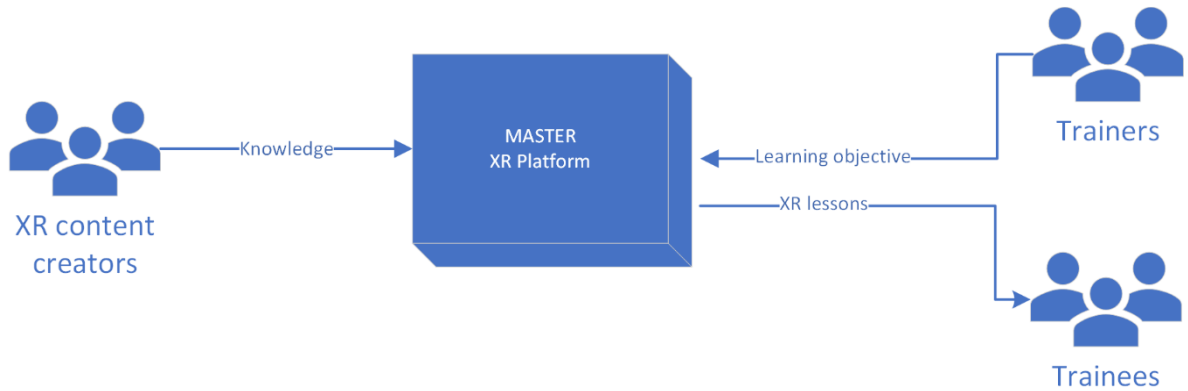 MASTER
XR Platform
Knowledge
XR content
creators
Trainers
Learning objective
XR lessons
Trainees